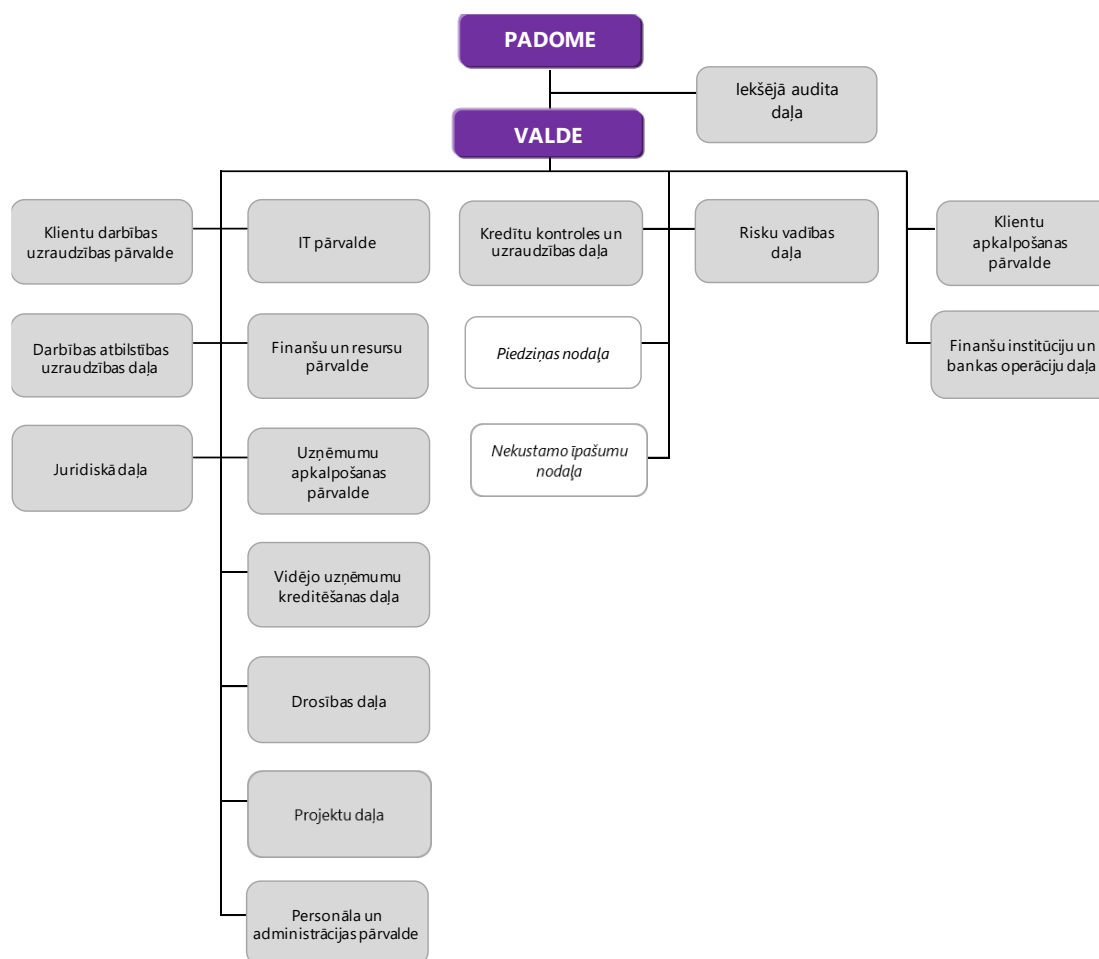 PADOME
Iekšējā audita
daļa
VALDE
Klientu darbības
uzraudzības pārvalde
IT pārvalde
Kredītu kontroles un
uzraudzības daļa
Risku vadības
daļa
Klientu
apkalpošanas
pārvalde
Darbības atbilstības
uzraudzības daļa
Finanšu un resursu
pārvalde
Piedziņas nodaļa
Finanšu institūciju un
bankas operāciju daļa
Juridiskā daļa
Uzņēmumu
apkalpošanas
pārvalde
Nekustamo īpašumu
nodaļa
Vidējo uzņēmumu
kreditēšanas daļa
Drosības daļa
Projektu daļa
Personāla un
administrācijas pārvalde